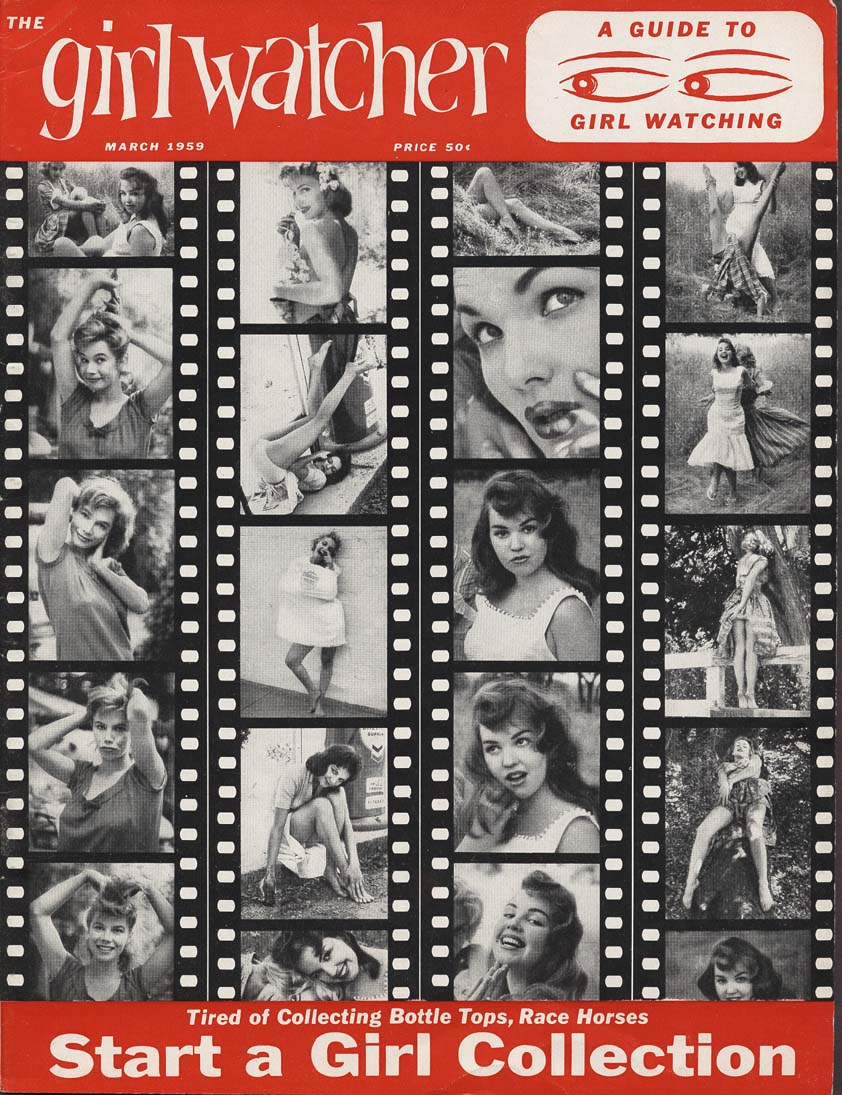 THE
girl watcher
A GUIDE TO
GIRL WATCHING
MARCH 1959
PRICE 50¢
Tired of Collecting Bottle Tops, Race Horses
Start a Girl Collection